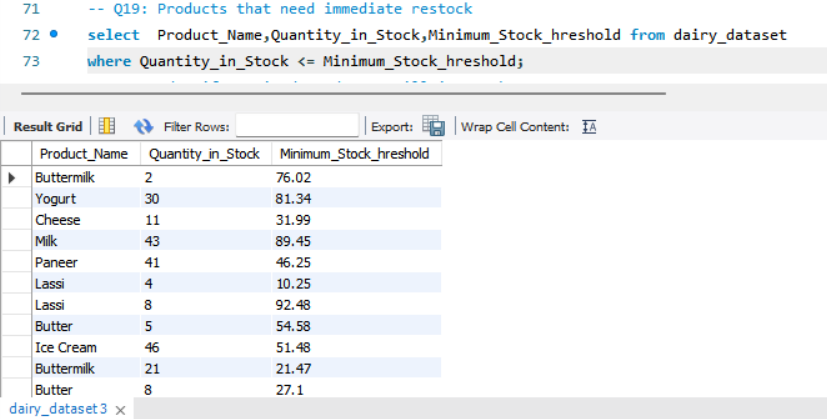 71 -- Q19: Products that need immediate restock
72 select Product_Name,Quantity_in_Stock,Minimum_Stock_hreshold from dairy_dataset
73 where Quantity_in_Stock <= Minimum_Stock_hreshold;
Result Grid Filter Rows: Export: Wrap Cell Content: IA
Product_Name Quantity_in_Stock Minimum_Stock_hreshold
Buttermilk 2 76.02
Yogurt 30 81.34
Cheese 11 31.99
Milk 43 89.45
Paneer 41 46.25
Lassi 4 10.25
Lassi 8 92.48
Butter 5 54.58
Ice Cream 46 51.48
Buttermilk 21 21.47
Butter 8 27.1
dairy_dataset 3